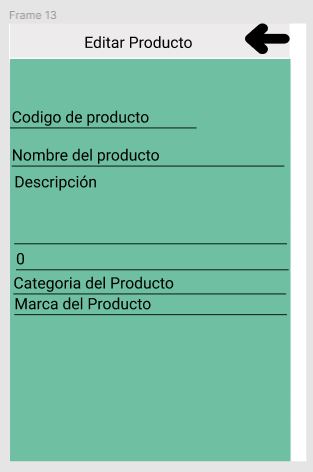 Frame 13
Editar Producto
Codigo de producto
Nombre del producto
Descripción
0
Categoria del Producto
Marca del Producto